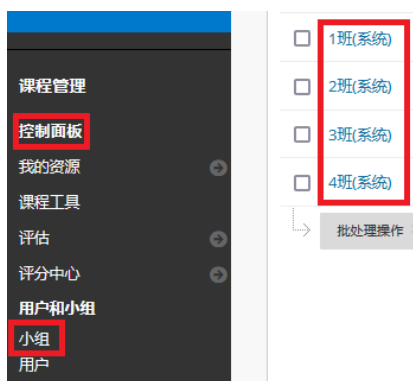 课程管理
控制面板
我的资源
课程工具
评估
评分中心
用户和小组
小组
用户
1班(系统)
2班(系统)
3班(系统)
4班(系统)
批处理操作